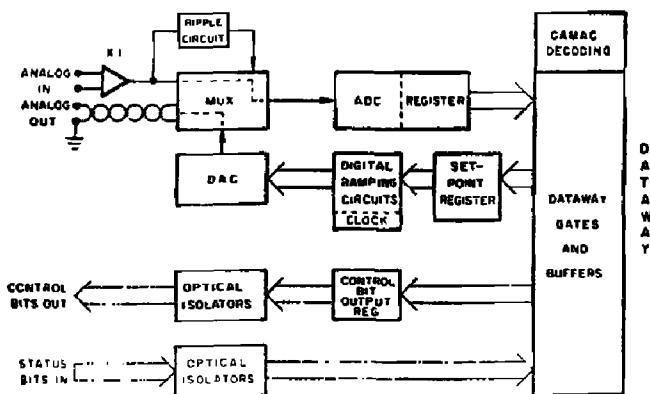 RIPPLE
CIRCUIT
X1
ANALOG
IN
ANALOG
OUT
MUX
ADC
REGISTER
CAMAC
DECODING
DAC
DIGITAL
RAMPING
CIRCUITS
CLOCK
SET-
POINT
REGISTER
DATAWAY
GATES
AND
BUFFERS
DATAWAY
CONTROL
BITS OUT
OPTICAL
ISOLATORS
CONTROL
BIT
OUTPUT
REG
STATUS
BITS IN
OPTICAL
ISOLATORS